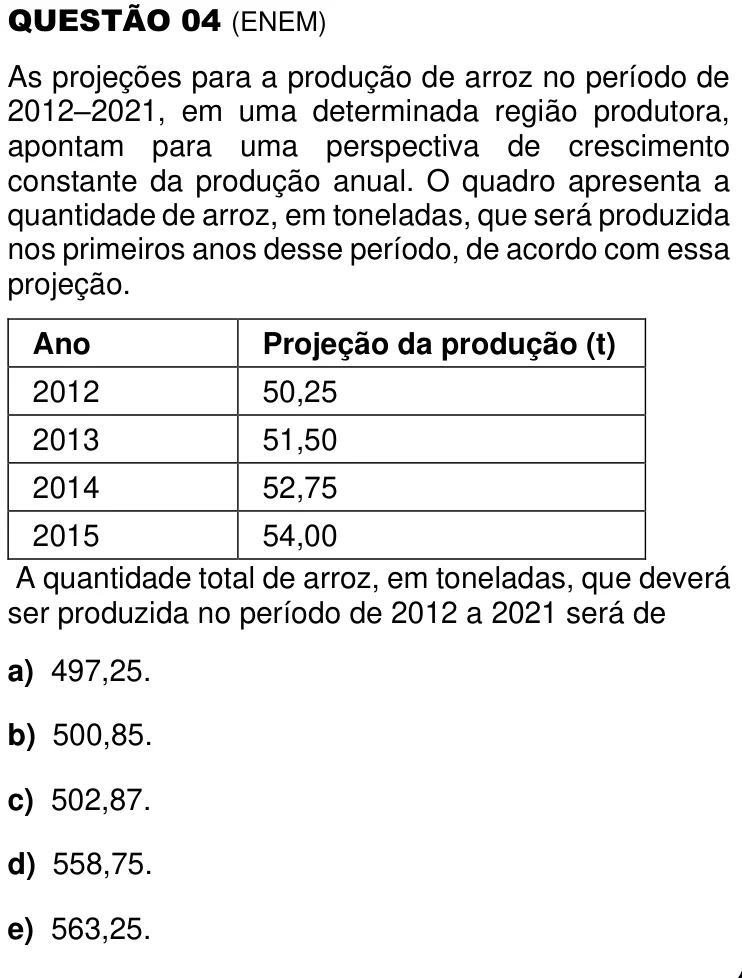 QUESTÃO 04 (ENEM)
As projeções para a produção de arroz no período de
2012–2021, em uma determinada região produtora,
apontam para uma perspectiva de crescimento
constante da produção anual. O quadro apresenta a
quantidade de arroz, em toneladas, que será produzida
nos primeiros anos desse período, de acordo com essa
projeção.
Ano Projeção da produção (t)
2012 50,25
2013 51,50
2014 52,75
2015 54,00
A quantidade total de arroz, em toneladas, que deverá
ser produzida no período de 2012 a 2021 será de
a) 497,25.
b) 500,85.
c) 502,87.
d) 558,75.
e) 563,25.